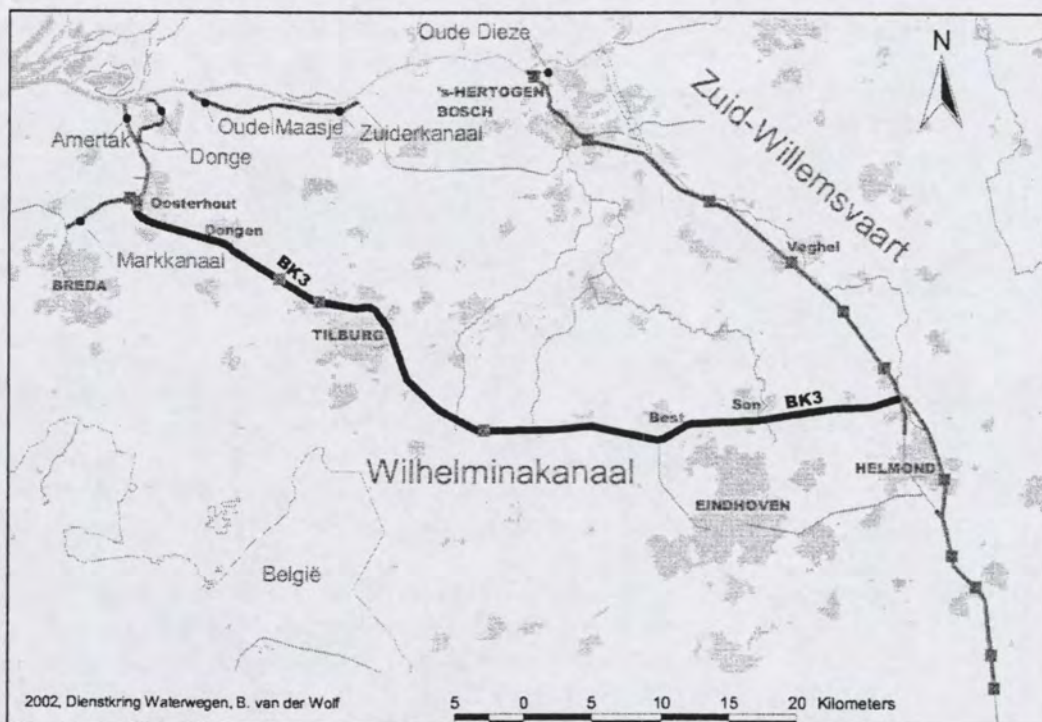 Oude Dieze
N
's-HERTOGEN
BOSCH
Zuid-Willemsvaart
Amertak
Oude Maasje
Zuiderkanaal
Donge
Oosterhout
Dongen
Markkanaal
BREDA
BK3
Veghel
TILBURG
Best
Son
BK3
Wilhelminakanaal
HELMOND
EINDHOVEN
België
2002, Dienstkring Waterwegen, B. van der Wolf
5 0 5 10 15 20 Kilometers